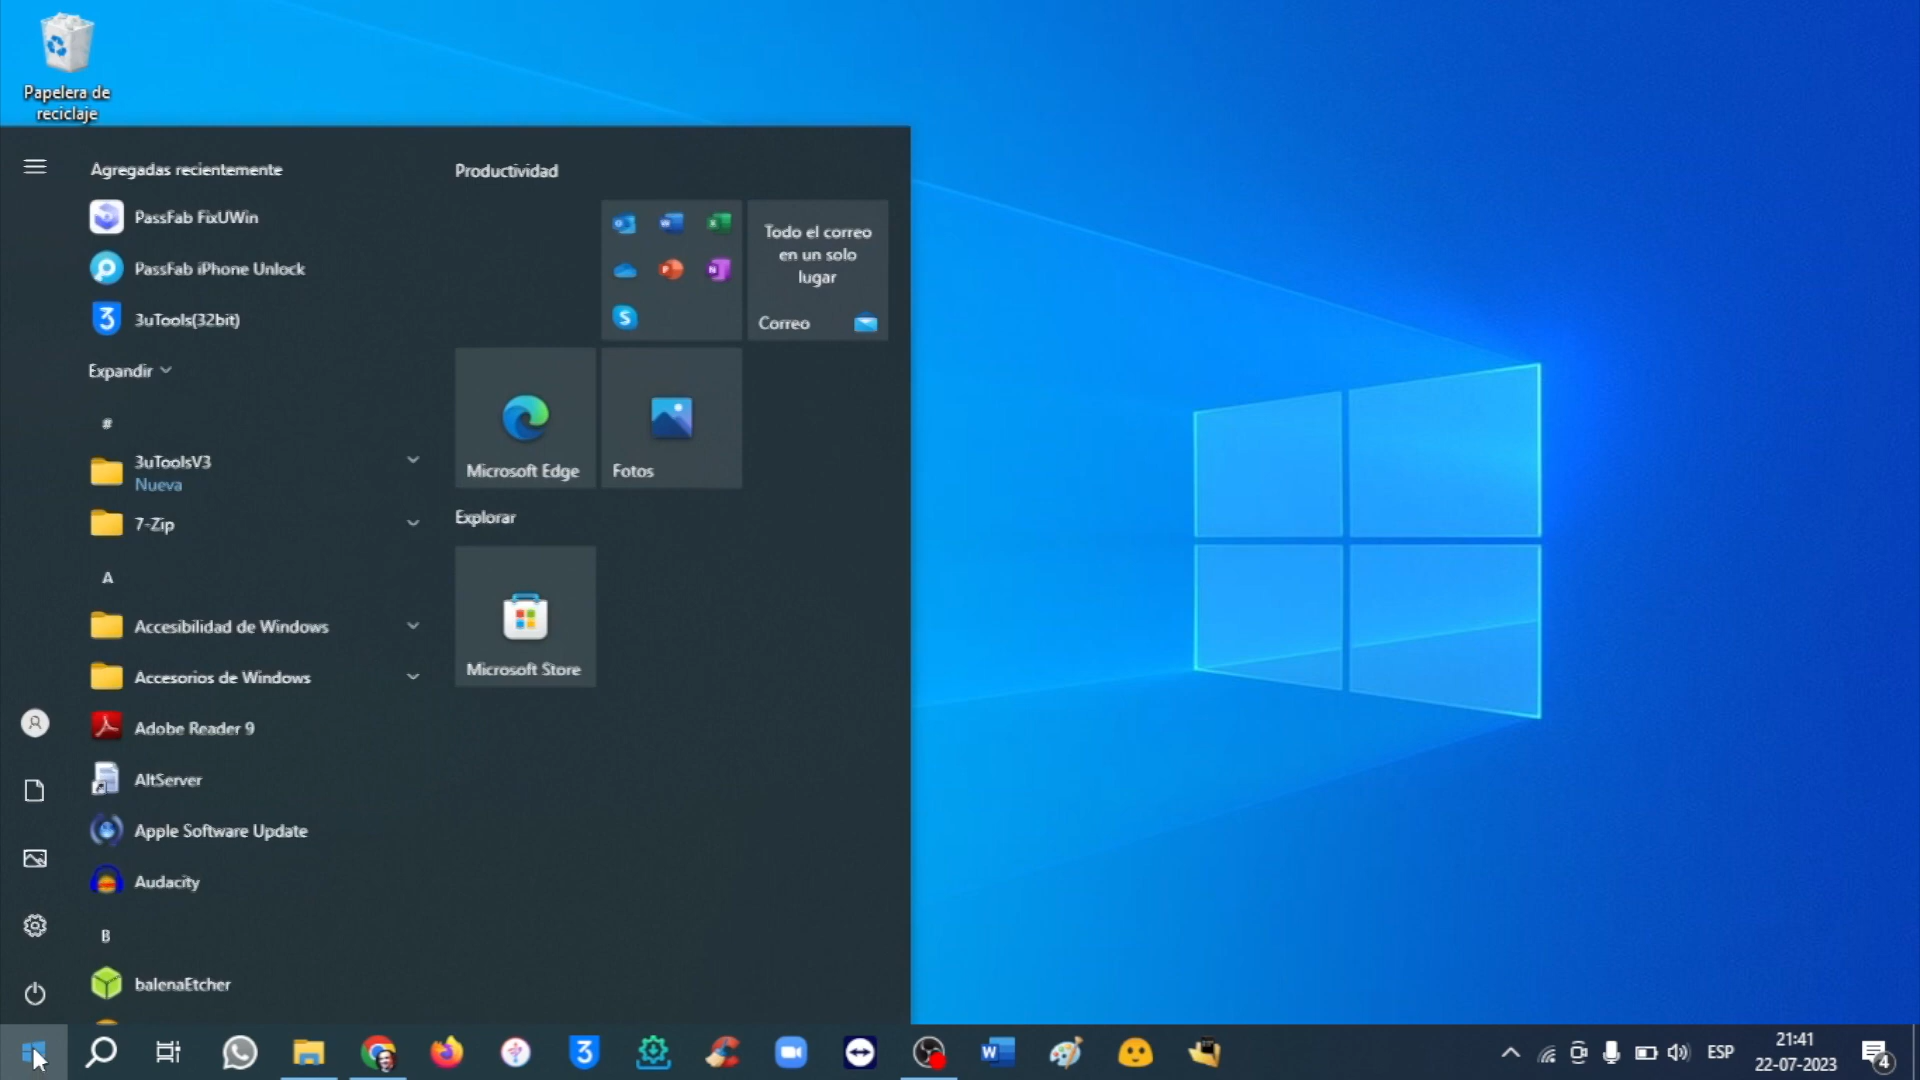 Papelera de
reciclaje
Agregadas recientemente
PassFab FixUWin
PassFab iPhone Unlock
3uTools(32bit)
Expandir
#
3uToolsV3
Nueva
7-Zip
A
Accesibilidad de Windows
Accesorios de Windows
Adobe Reader 9
AltServer
Apple Software Update
Audacity
B
balenaEtcher
Productividad
Todo el correo
en un solo
lugar
Correo
Microsoft Edge
Fotos
Explorar
Microsoft Store
ESP
21:41
22-07-2023
4